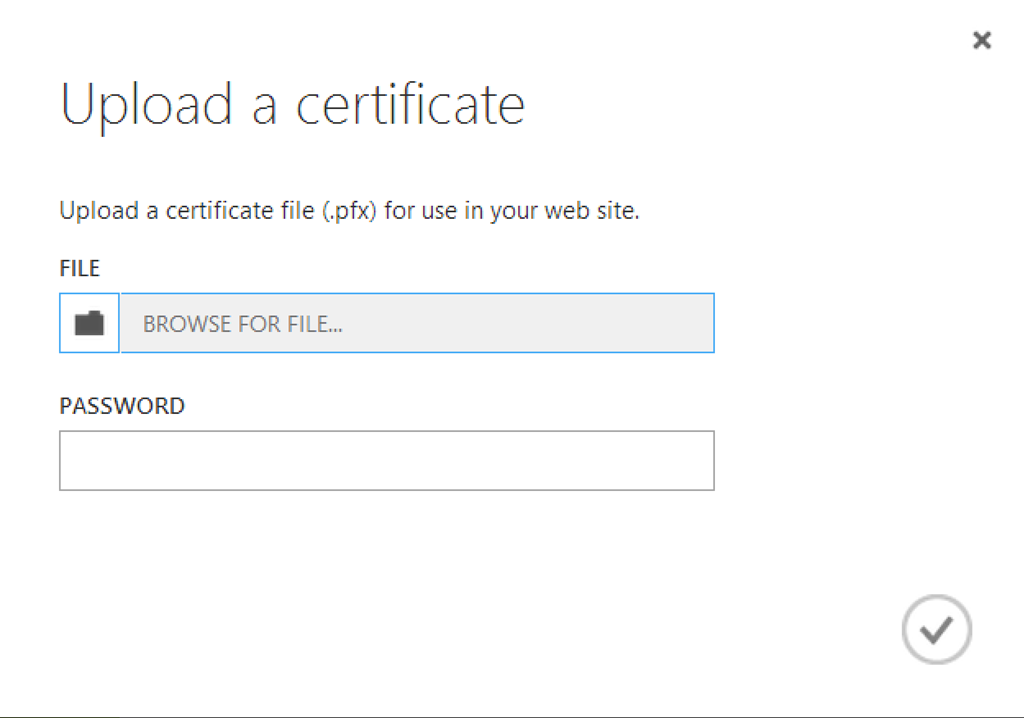 Upload a certificate
Upload a certificate file (.pfx) for use in your web site.
FILE
BROWSE FOR FILE...
PASSWORD